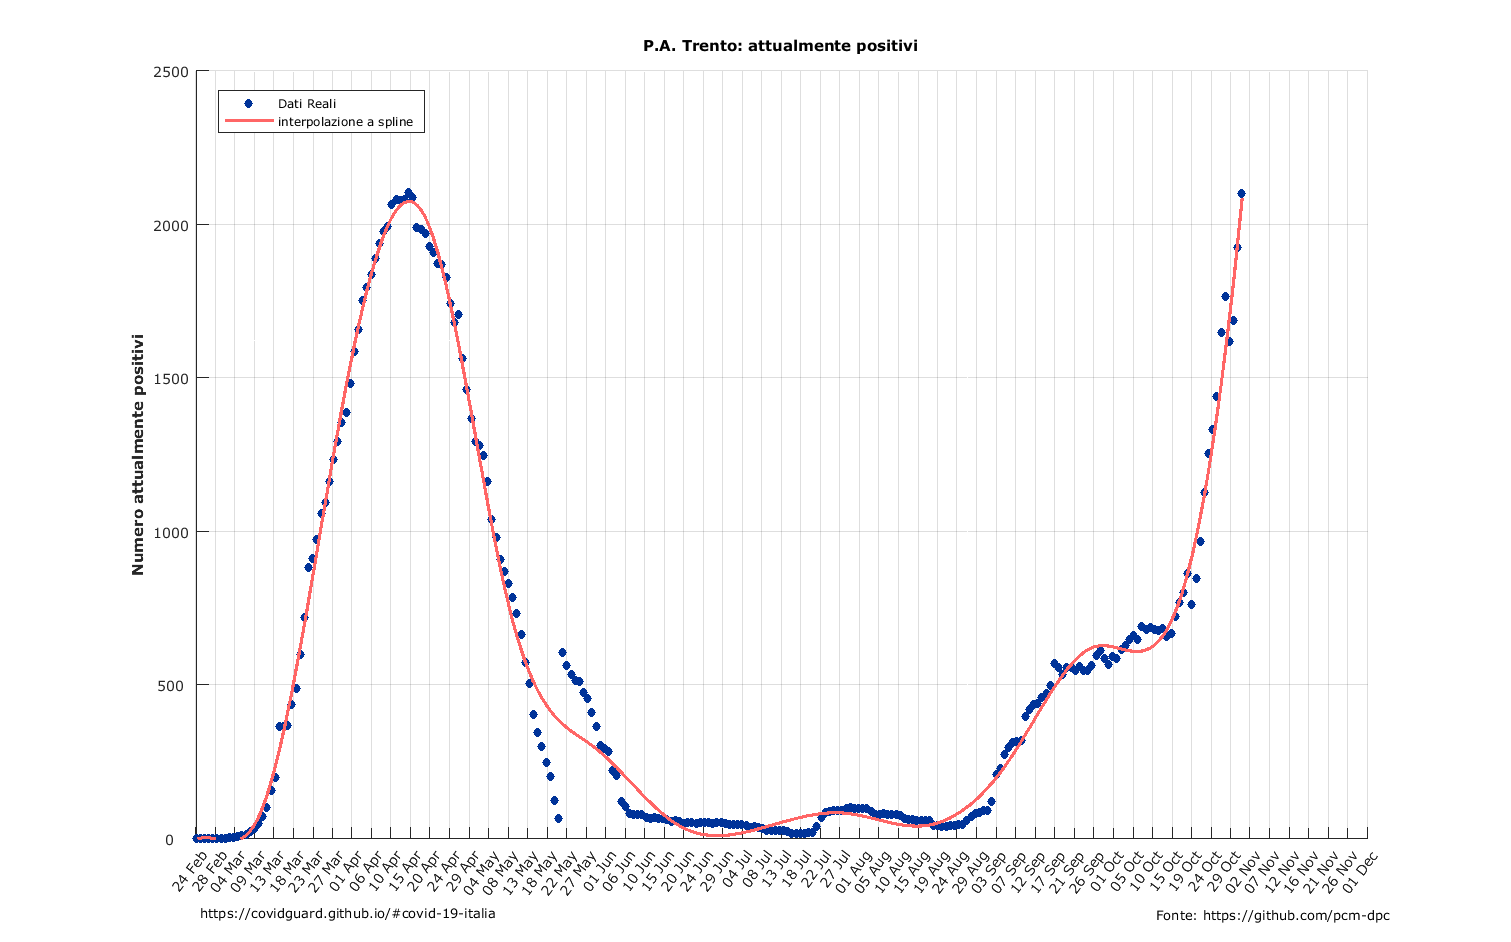 P.A. Trento: attualmente positivi
Numero attualmente positivi
2500
2000
1500
1000
500
0
Dati Reali
interpolazione a spline
24 Feb
28 Feb
04 Mar
09 Mar
13 Mar
18 Mar
23 Mar
27 Mar
01 Apr
06 Apr
10 Apr
15 Apr
20 Apr
24 Apr
29 Apr
04 May
08 May
13 May
18 May
22 May
27 May
01 Jun
06 Jun
10 Jun
15 Jun
20 Jun
24 Jun
29 Jun
04 Jul
08 Jul
13 Jul
18 Jul
22 Jul
27 Jul
01 Aug
05 Aug
10 Aug
15 Aug
19 Aug
24 Aug
29 Aug
03 Sep
07 Sep
12 Sep
17 Sep
21 Sep
26 Sep
01 Oct
05 Oct
10 Oct
15 Oct
19 Oct
24 Oct
29 Oct
02 Nov
07 Nov
12 Nov
16 Nov
21 Nov
26 Nov
01 Dec
https://covidguard.github.io/#covid-19-italia
Fonte: https://github.com/pcm-dpc